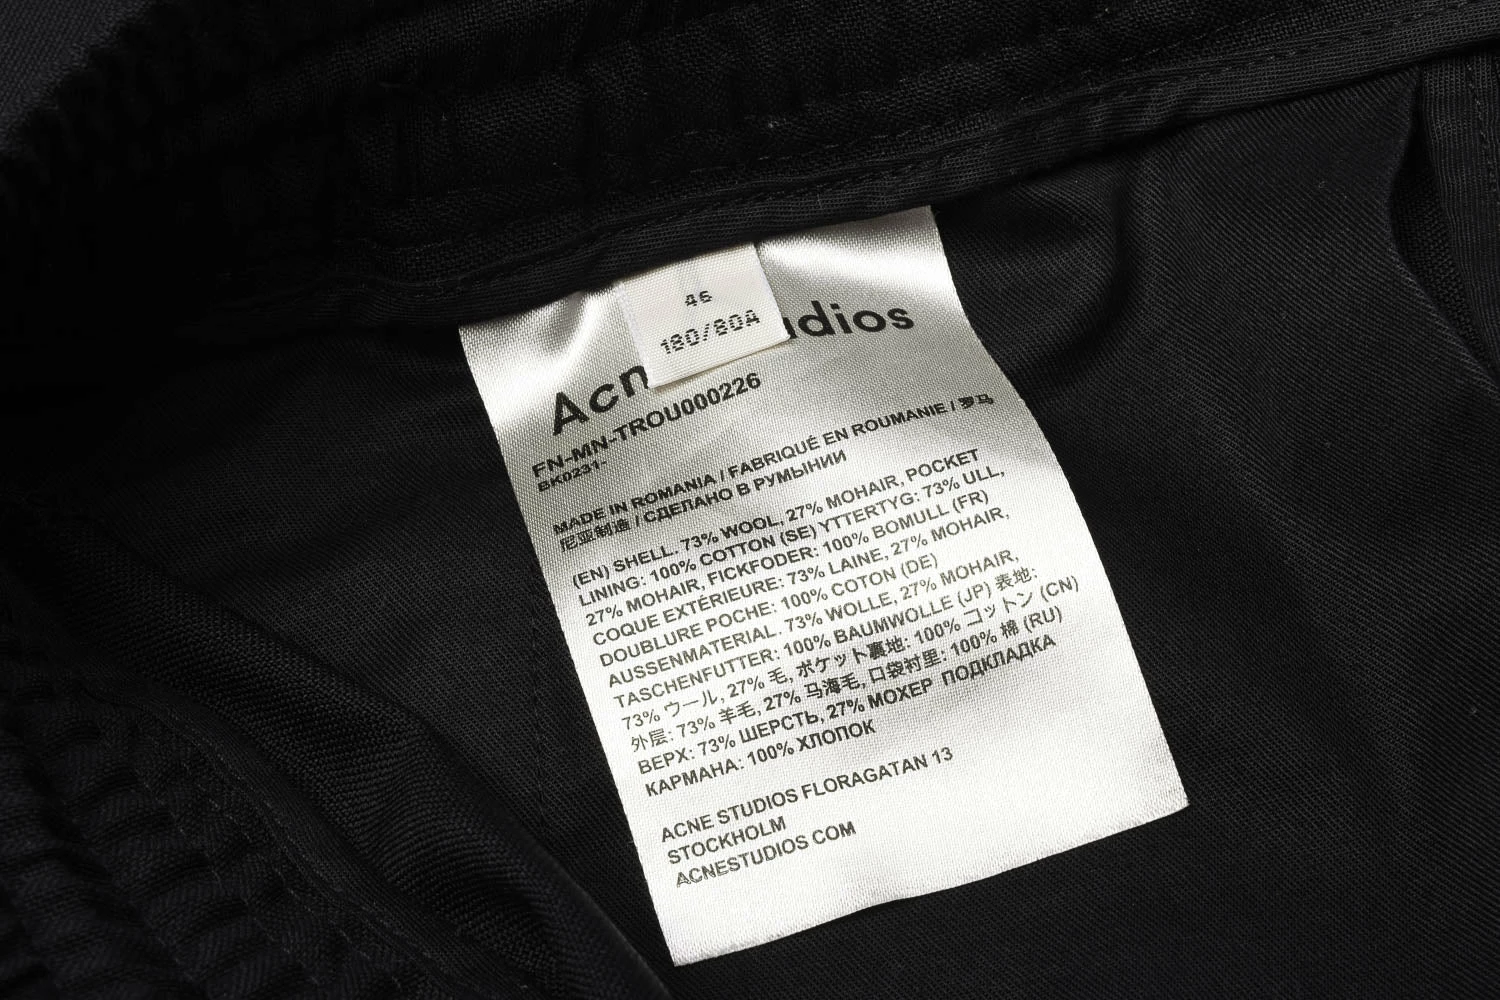 46
180/80A
Acn udios
FN-MN-TROU000226
BK0231-
MADE IN ROMANIA / FABRIQUÉ EN ROUMANIE / 罗马
尼亚制造 / СДЕЛАНО В РУМЫНИИ
(EN) SHELL. 73% WOOL, 27% MOHAIR, POCKET
LINING: 100% COTTON (SE) YTTERTYG: 73% ULL,
27% MOHAIR, FICKFODER: 100% BOMULL (FR)
COQUE EXTÉRIEURE: 73% LAINE, 27% MOHAIR,
DOUBLURE POCHE: 100% COTON (DE)
AUSSENMATERIAL. 73% WOLLE, 27% MOHAIR,
TASCHENFUTTER: 100% BAUMWOLLE (JP) 表地:
73% ウール, 27% 毛, ポケット裏地: 100% コットン (CN)
外层: 73% 羊毛, 27% 马海毛, 口袋衬里: 100% 棉 (RU)
ВЕРХ: 73% ШЕРСТЬ, 27% МОХЕР ПОДКЛАДКА
КАРМАНА: 100% ХЛОПОК
ACNE STUDIOS FLORAGATAN 13
STOCKHOLM
ACNESTUDIOS COM